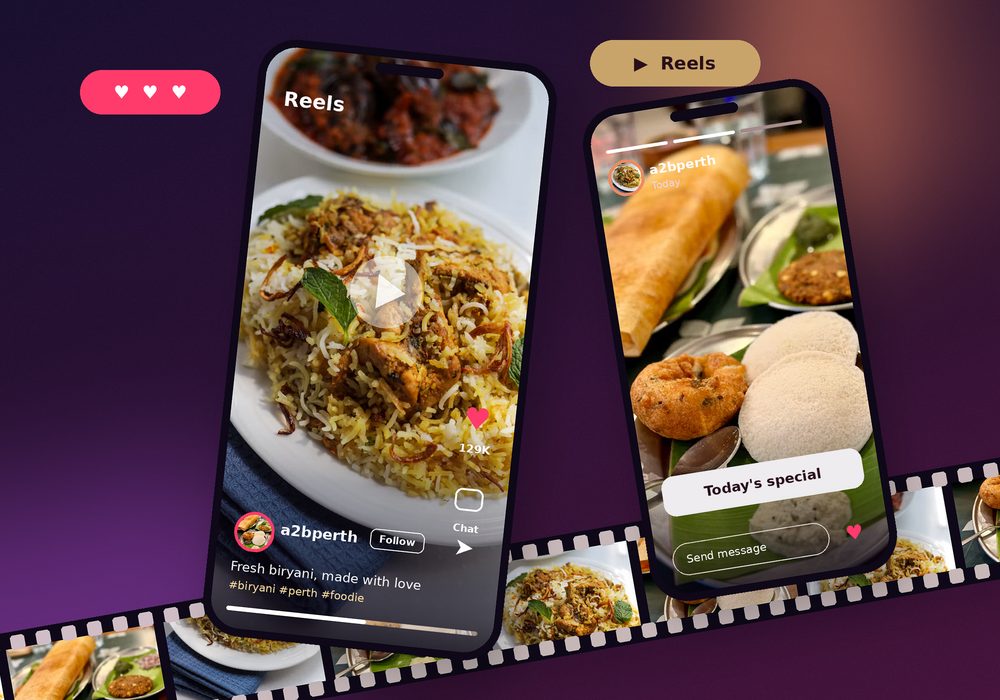 ▶ Reels
Reels
129K
Chat
a2bperth
Follow
Fresh biryani, made with love
#biryani #perth #foodie
a2bperth
Today
Today's special
Send message